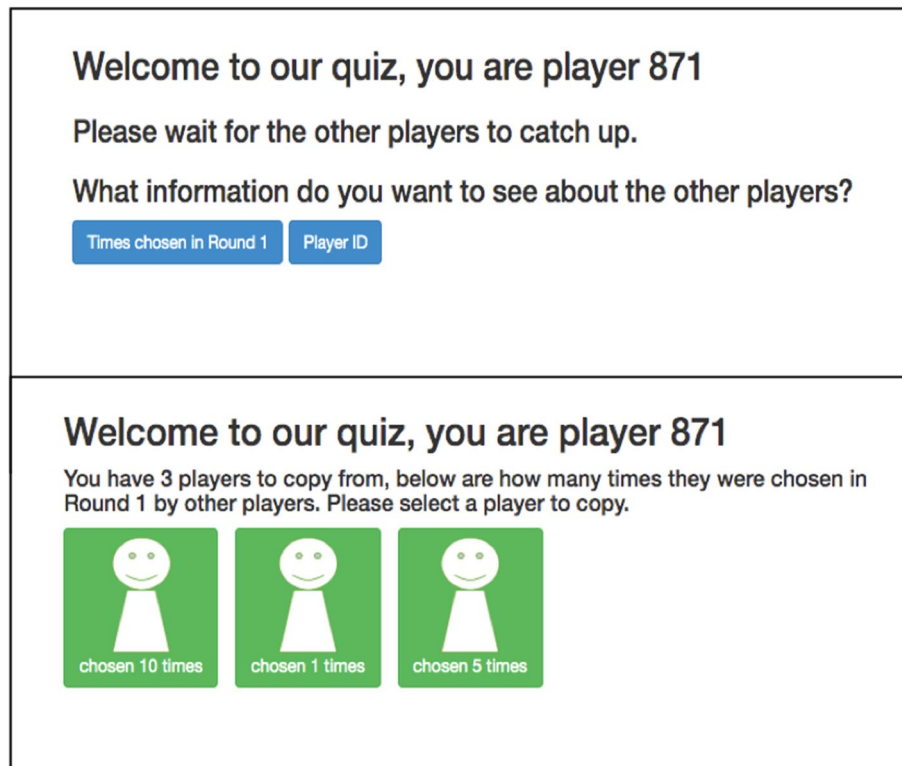 Welcome to our quiz, you are player 871
Please wait for the other players to catch up.
What information do you want to see about the other players?
Times chosen in Round 1 Player ID
Welcome to our quiz, you are player 871
You have 3 players to copy from, below are how many times they were chosen in
Round 1 by other players. Please select a player to copy.
chosen 10 times chosen 1 times chosen 5 times